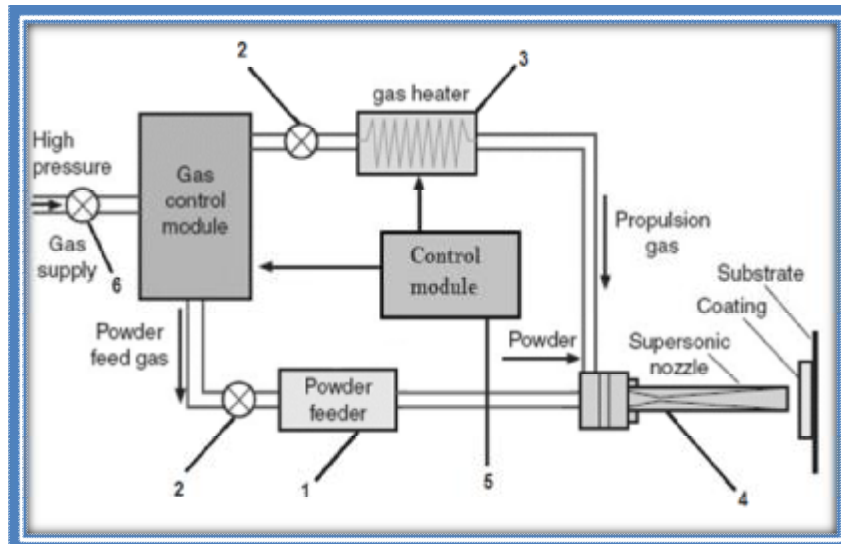 2
3
gas heater
High
pressure
Gas
control
module
Gas
supply
6
Propulsion
gas
Control
module
Substrate
Coating
Powder
feed gas
Powder
Supersonic
nozzle
Powder
feeder
2
1
5
4